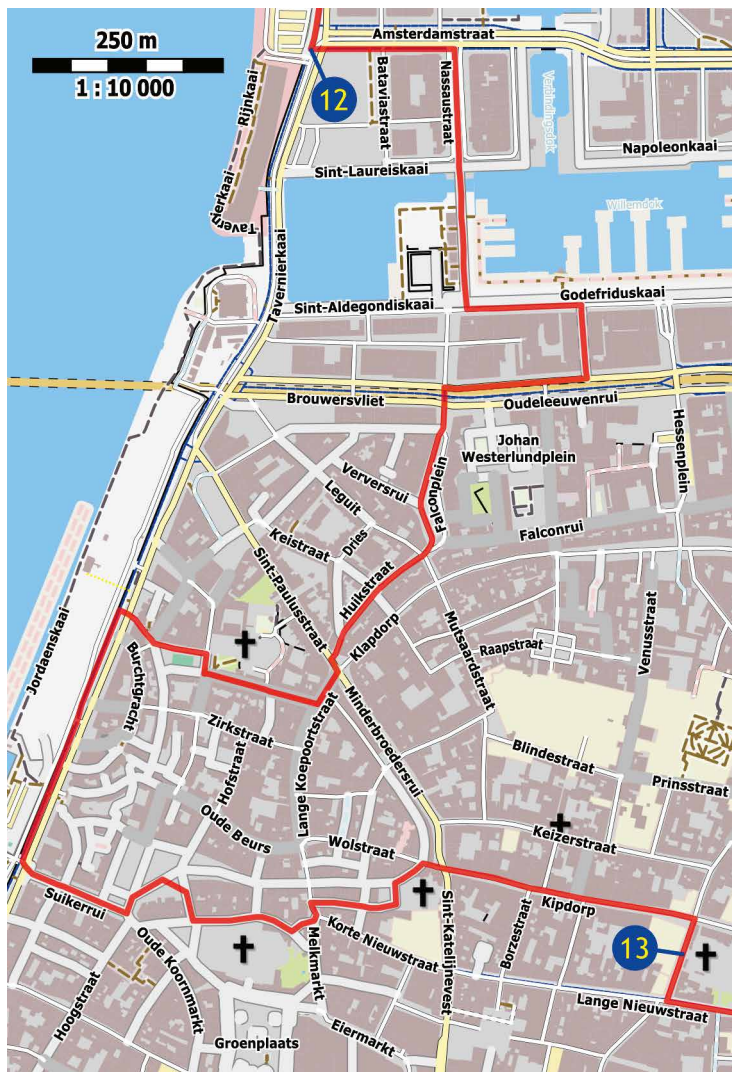 250 m
1 : 10 000
Amsterdamstraat
12
Rijnkaai
Bataviastraat
Nassaustraat
Verbindingsdok
Napoleonkaai
Sint-Laureiskaai
Tavernierkaai
Willemdok
Tavernierkaai
Godefriduskaai
Sint-Aldegondiskaai
Brouwersvliet
Oudeleeuwenrui
Johan
Westerlundplein
Hessenplein
Falconplein
Verversrui
Leguit
Falconrui
Keistraat
Dries
Sint-Paulusstraat
Huikstraat
Klapdorp
Mutsaardstraat
Raapstraat
Venusstraat
Jordaenskaai
Burchtgracht
Minderbroedersrui
Zirkstraat
Hofstraat
Lange Koepoortstraat
Blindestraat
Prinsstraat
Oude Beurs
Wolstraat
Keizerstraat
Suikerrui
Kipdorp
Sint-Katelijnevest
Borzestraat
13
Melkmarkt
Korte Nieuwstraat
Oude Koornmarkt
Hoogstraat
Lange Nieuwstraat
Eiermarkt
Groenplaats